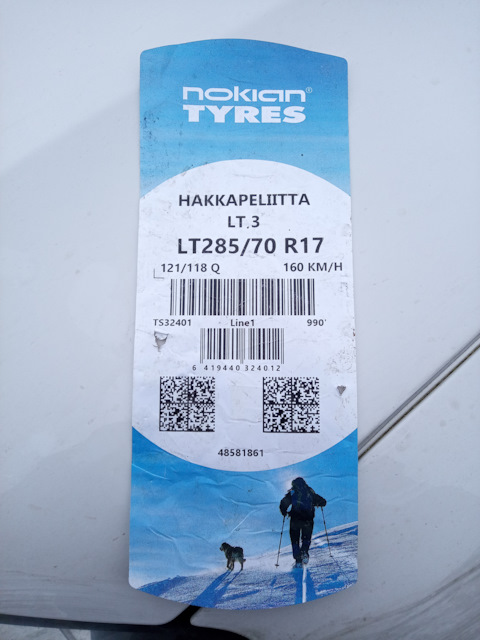 nokian®
TYRES
HAKKAPELIITTA
LT 3
LT285/70 R17
121/118 Q 160 KM/H
TS32401 Line1 990'
6 419440 324012
48581861